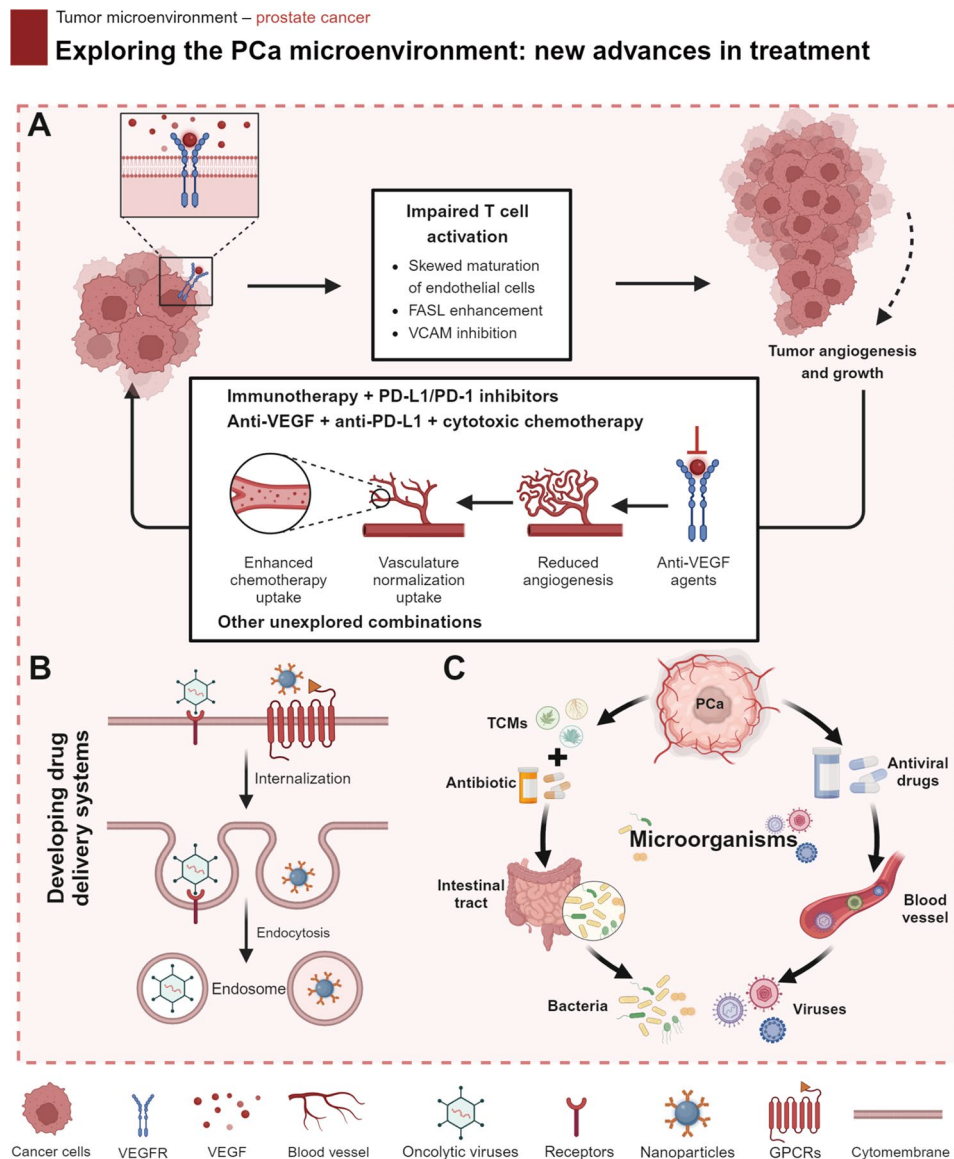 Tumor microenvironment – prostate cancer
Exploring the PCa microenvironment: new advances in treatment
A
Impaired T cell
activation
• Skewed maturation
of endothelial cells
• FASL enhancement
• VCAM inhibition
Tumor angiogenesis
and growth
Immunotherapy + PD-L1/PD-1 inhibitors
Anti-VEGF + anti-PD-L1 + cytotoxic chemotherapy
Enhanced
chemotherapy
uptake
Vasculature
normalization
uptake
Reduced
angiogenesis
Anti-VEGF
agents
Other unexplored combinations
B
Developing drug
delivery systems
Internalization
Endocytosis
Endosome
C
PCa
TCMs
Antibiotic
Antiviral
drugs
Microorganisms
Intestinal
tract
Blood
vessel
Bacteria
Viruses
Cancer cells
VEGFR
VEGF
Blood vessel
Oncolytic viruses
Receptors
Nanoparticles
GPCRs
Cytomembrane